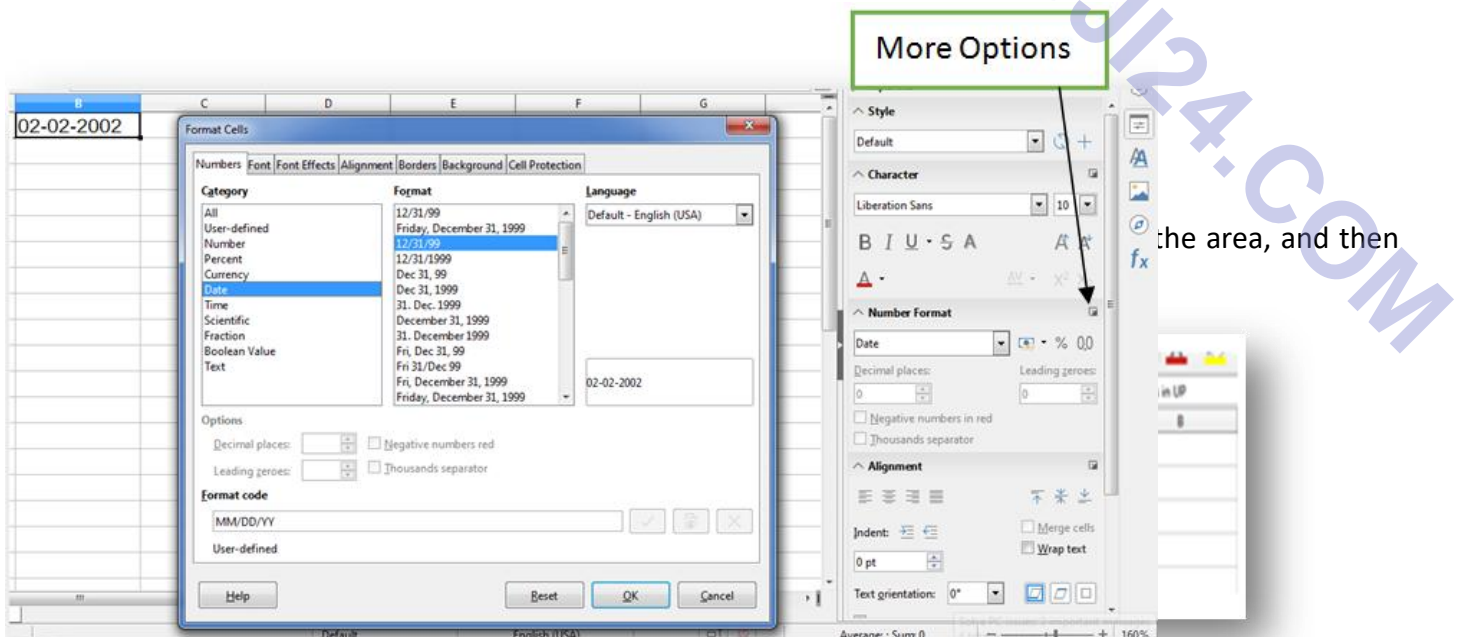 More Options
B C D E F G
02-02-2002
Format Cells
Numbers Font Font Effects Alignment Borders Background Cell Protection
Category
All
User-defined
Number
Percent
Currency
Date
Time
Scientific
Fraction
Boolean Value
Text
Format
12/31/99
Friday, December 31, 1999
12/31/99
12/31/1999
Dec 31, 99
Dec 31, 1999
31. Dec. 1999
December 31, 1999
31. December 1999
Fri, Dec 31, 99
Fri 31/Dec 99
Fri, December 31, 1999
Friday, December 31, 1999
Language
Default - English (USA)
02-02-2002
Options
Decimal places:
Negative numbers red
Leading zeroes:
Thousands separator
Format code
MM/DD/YY
User-defined
Help Reset OK Cancel
Default English (USA) Average: ; Sum: 0 160%
Style
Default
Character
Liberation Sans 10
B I U S A
A
Number Format
Date % 0,0
Decimal places: Leading zeroes:
0 0
Negative numbers in red
Thousands separator
Alignment
Indent: Merge cells
0 pt Wrap text
Text orientation: 0°
fx
the area, and then
in UP
JI24.COM